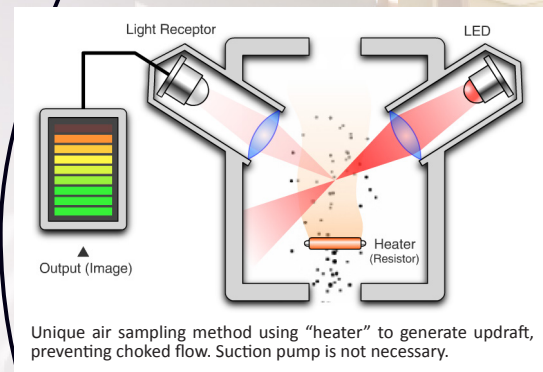 Light Receptor
LED
Heater
(Resistor)
Output (Image)
Unique air sampling method using “heater” to generate updraft,
preventing choked flow. Suction pump is not necessary.